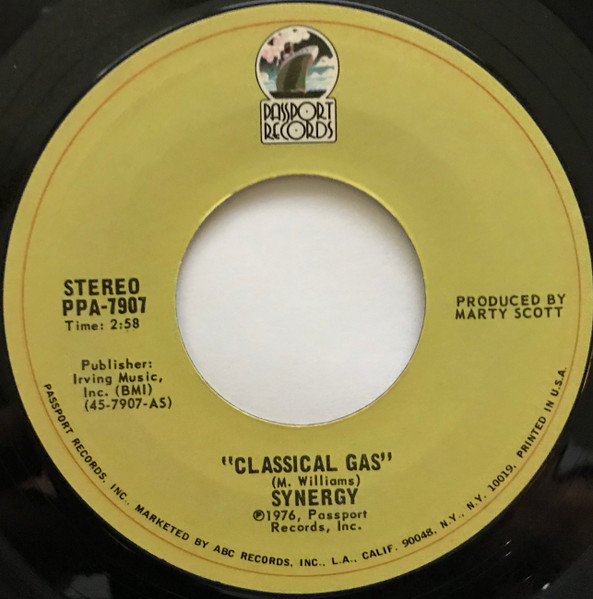 PASSPORT
RECORDS
STEREO
PPA-7907
Time: 2:58
Publisher:
Irving Music,
Inc. (BMI)
(45-7907-AS)
PRODUCED BY
MARTY SCOTT
"CLASSICAL GAS"
(M. Williams)
SYNERGY
℗1976, Passport
Records, Inc.
PASSPORT RECORDS, INC., MARKETED BY ABC RECORDS, INC., L.A., CALIF. 90048, N.Y., N.Y. 10019, PRINTED IN U.S.A.